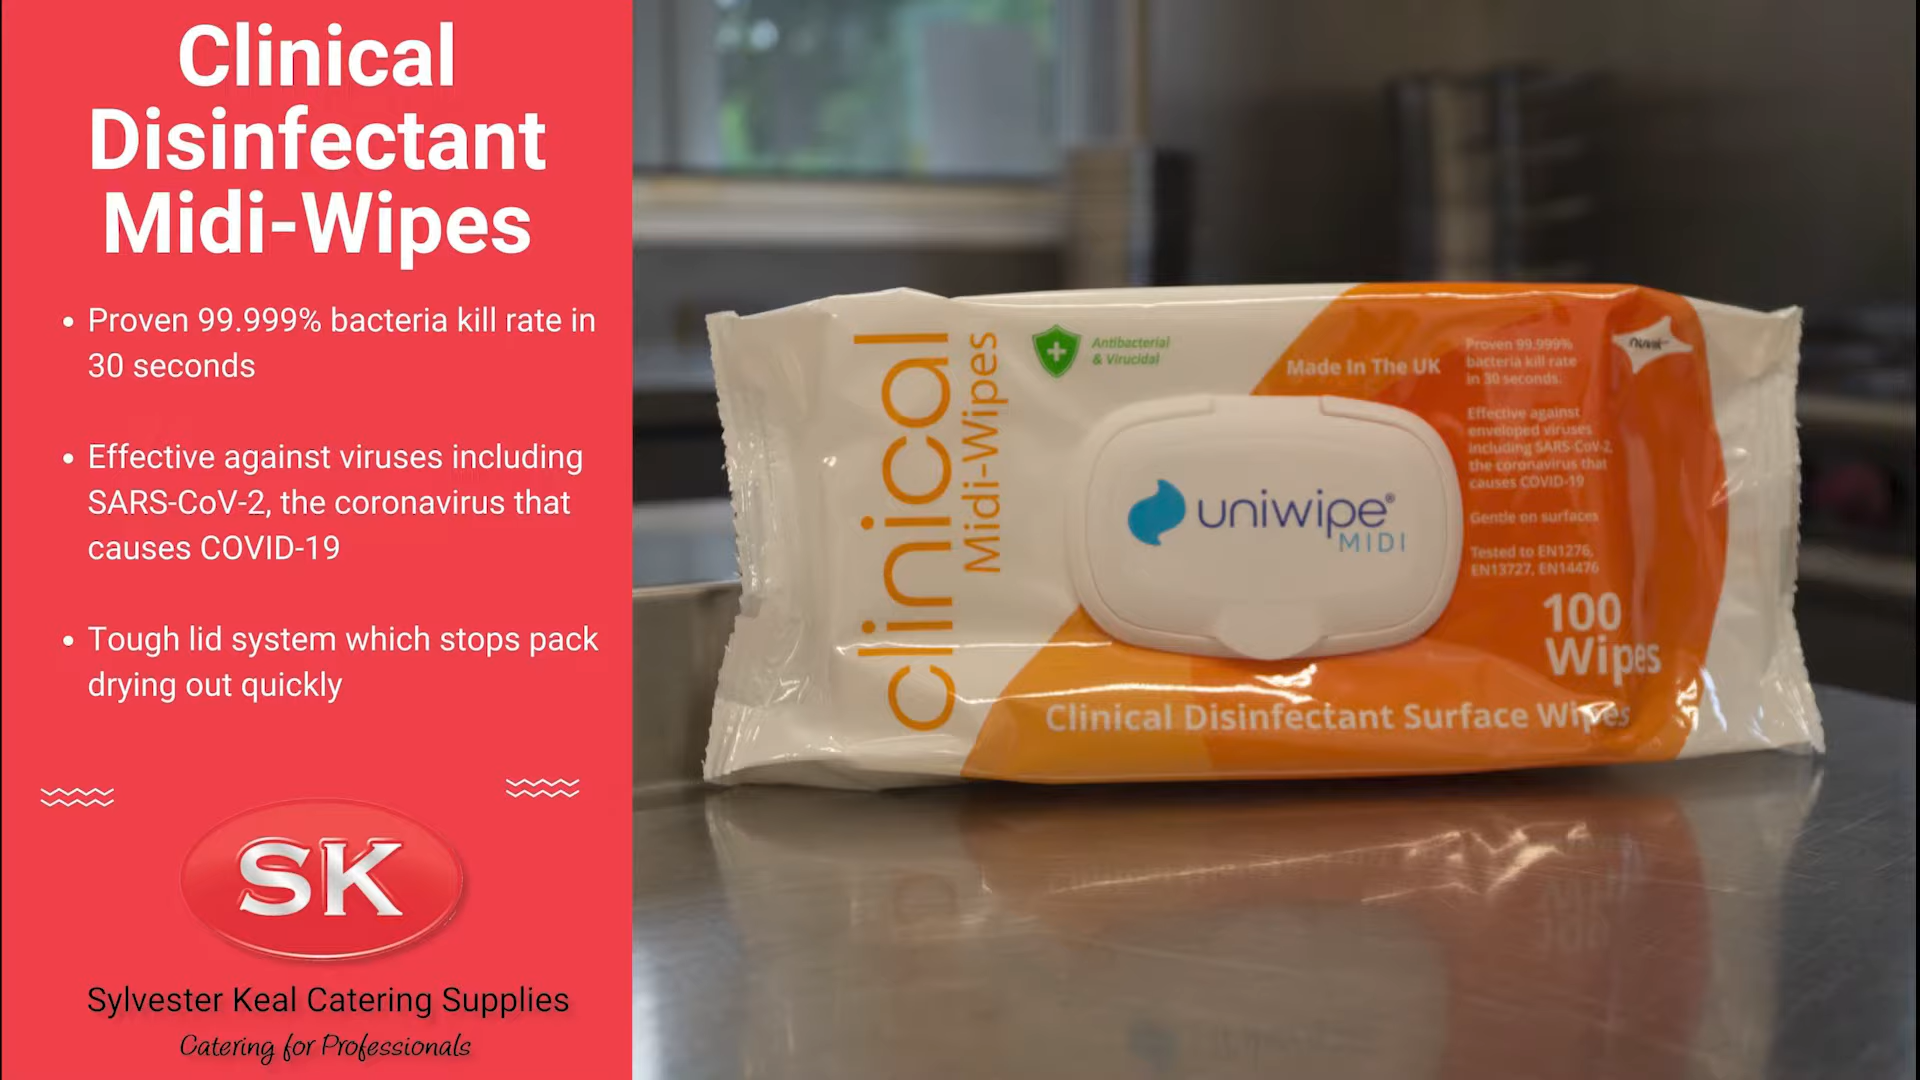 Clinical
Disinfectant
Midi-Wipes
Proven 99.999% bacteria kill rate in
30 seconds
Effective against viruses including
SARS-CoV-2, the coronavirus that
causes COVID-19
Tough lid system which stops pack
drying out quickly
SK
Sylvester Keal Catering Supplies
Catering for Professionals
clinical
Midi-Wipes
Antibacterial
& Virucidal
Made In The UK
Proven 99.999%
bacteria kill rate
in 30 seconds.
Effective against
enveloped viruses
including SARS-CoV-2,
the coronavirus that
causes COVID-19
Gentle on surfaces
Tested to EN1276,
EN13727, EN14476
uniwipe®
MIDI
100
Wipes
Clinical Disinfectant Surface Wipes